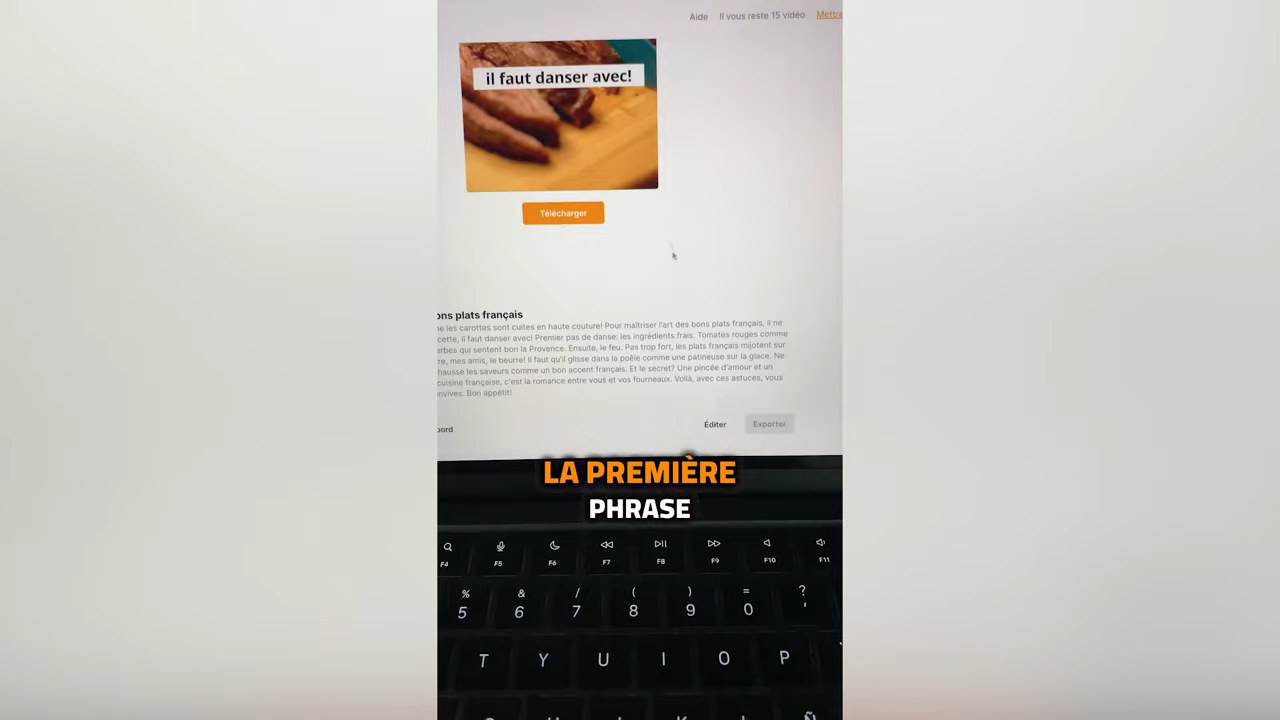 Aide Il vous reste 15 vidéo Mettre
il faut danser avec!
Télécharger
ons plats français
ne les carottes sont cuites en haute couture! Pour maîtriser l'art des bons plats français, il ne
cette, il faut danser avec! Premier pas de danse: les ingrédients frais. Tomates rouges comme
erbes qui sentent bon la Provence. Ensuite, le feu. Pas trop fort, les plats français mijotent sur
re, mes amis, le beurre! Il faut qu'il glisse dans la poêle comme une patineuse sur la glace. Ne
hausse les saveurs comme un bon accent français. Et le secret? Une pincée d'amour et un
cuisine française, c'est la romance entre vous et vos fourneaux. Voilà, avec ces astuces, vous
nvives. Bon appétit!
ord
Éditer Exporter
LA PREMIÈRE
PHRASE
F4 F5 F6 F7 F8 F9 F10 F11
% & / ( ) = ?
5 6 7 8 9 0 '
T Y U I O P